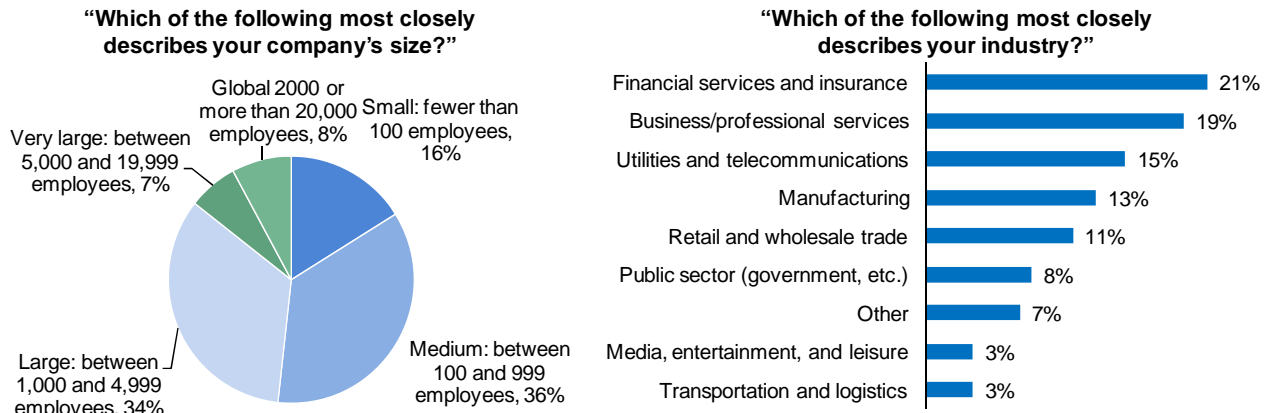 “Which of the following most closely
describes your company’s size?”
Global 2000 or
more than 20,000
employees, 8%
Small: fewer than
100 employees,
16%
Very large: between
5,000 and 19,999
employees, 7%
Large: between
1,000 and 4,999
employees, 34%
Medium: between
100 and 999
employees, 36%
“Which of the following most closely
describes your industry?”
Financial services and insurance 21%
Business/professional services 19%
Utilities and telecommunications 15%
Manufacturing 13%
Retail and wholesale trade 11%
Public sector (government, etc.) 8%
Other 7%
Media, entertainment, and leisure 3%
Transportation and logistics 3%